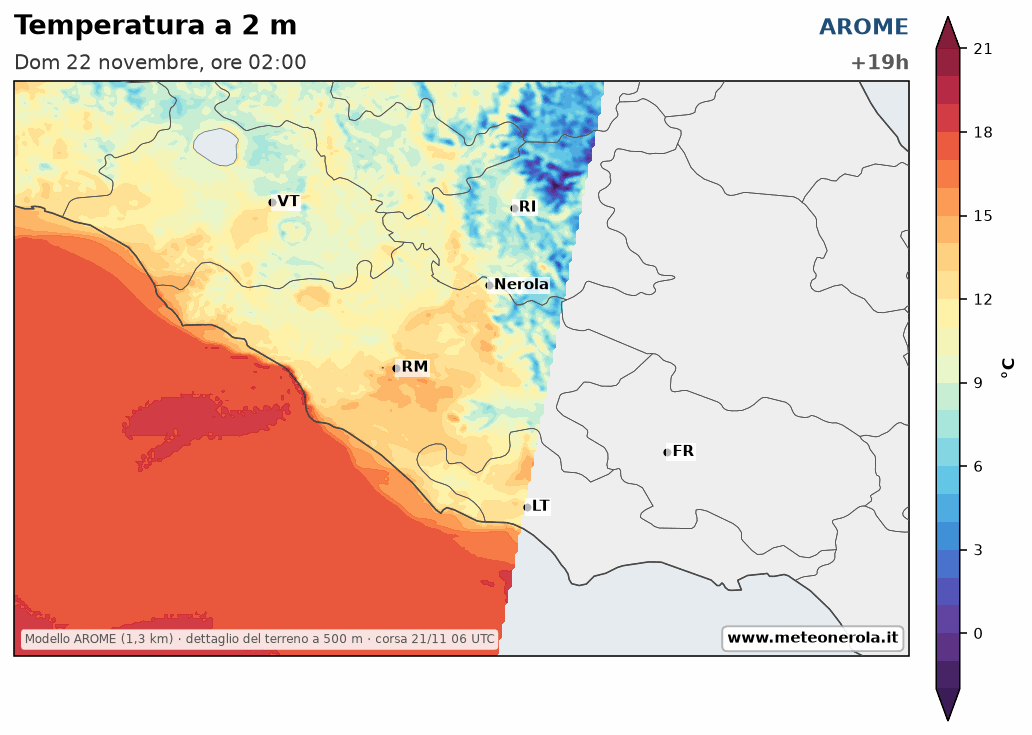 Temperatura a 2 m
AROME
Dom 22 novembre, ore 02:00
+19h
21
18
15
12
9
6
3
0
°C
VT
RI
Nerola
RM
FR
LT
Modello AROME (1,3 km) · dettaglio del terreno a 500 m · corsa 21/11 06 UTC
www.meteonerola.it